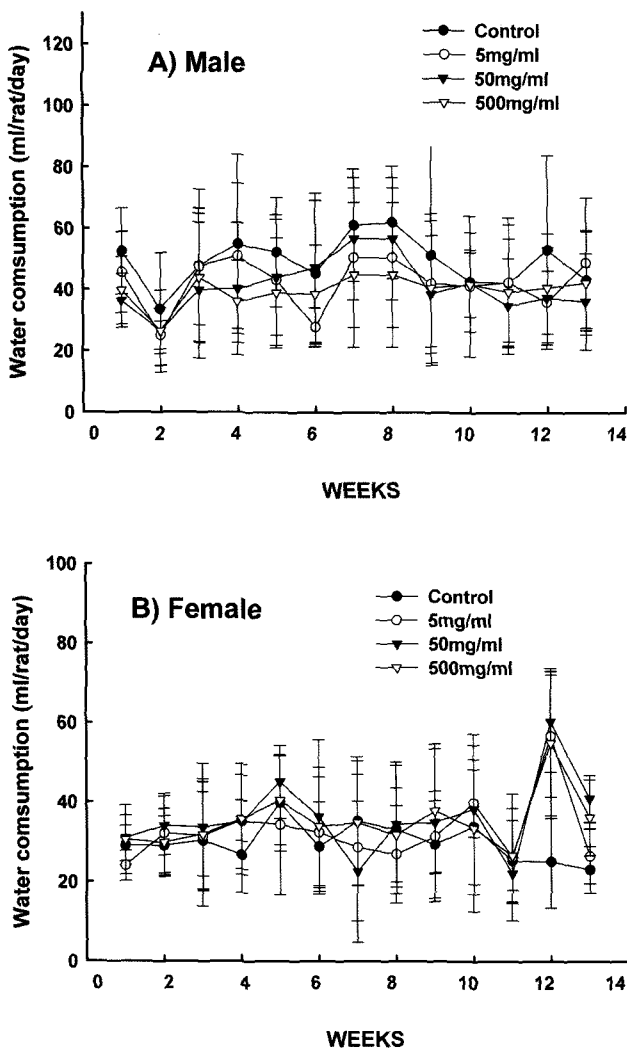 A) Male
Control
5mg/ml
50mg/ml
500mg/ml
Water comsumption (ml/rat/day)
120
100
80
60
40
20
0
0 2 4 6 8 10 12 14
WEEKS
B) Female
Control
5mg/ml
50mg/ml
500mg/ml
Water comsumption (ml/rat/day)
100
80
60
40
20
0
0 2 4 6 8 10 12 14
WEEKS